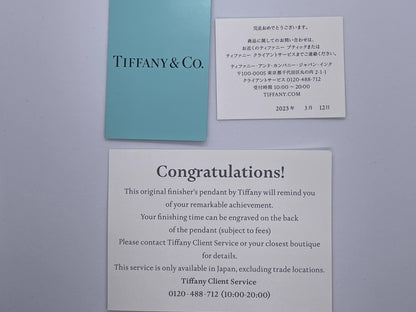 TIFFANY & CO.
完走おめでとうございます。
商品に関してのお問い合わせは、
お近くのティファニー ブティックまたは
ティファニー クライアントサービスまでご連絡ください。
ティファニー・アンド・カンパニー・ジャパン・インク
〒100-0005 東京都千代田区丸の内 2-1-1
クライアントサービス 0120-488-712
受付時間 10:00～20:00
TIFFANY.COM
2023年 3月 12日
Congratulations!
This original finisher's pendant by Tiffany will remind you
of your remarkable achievement.
Your finishing time can be engraved on the back
of the pendant (subject to fees)
Please contact Tiffany Client Service or your closest boutique
for details.
This service is only available in Japan, excluding trade locations.
Tiffany Client Service
0120-488-712 (10:00-20:00)